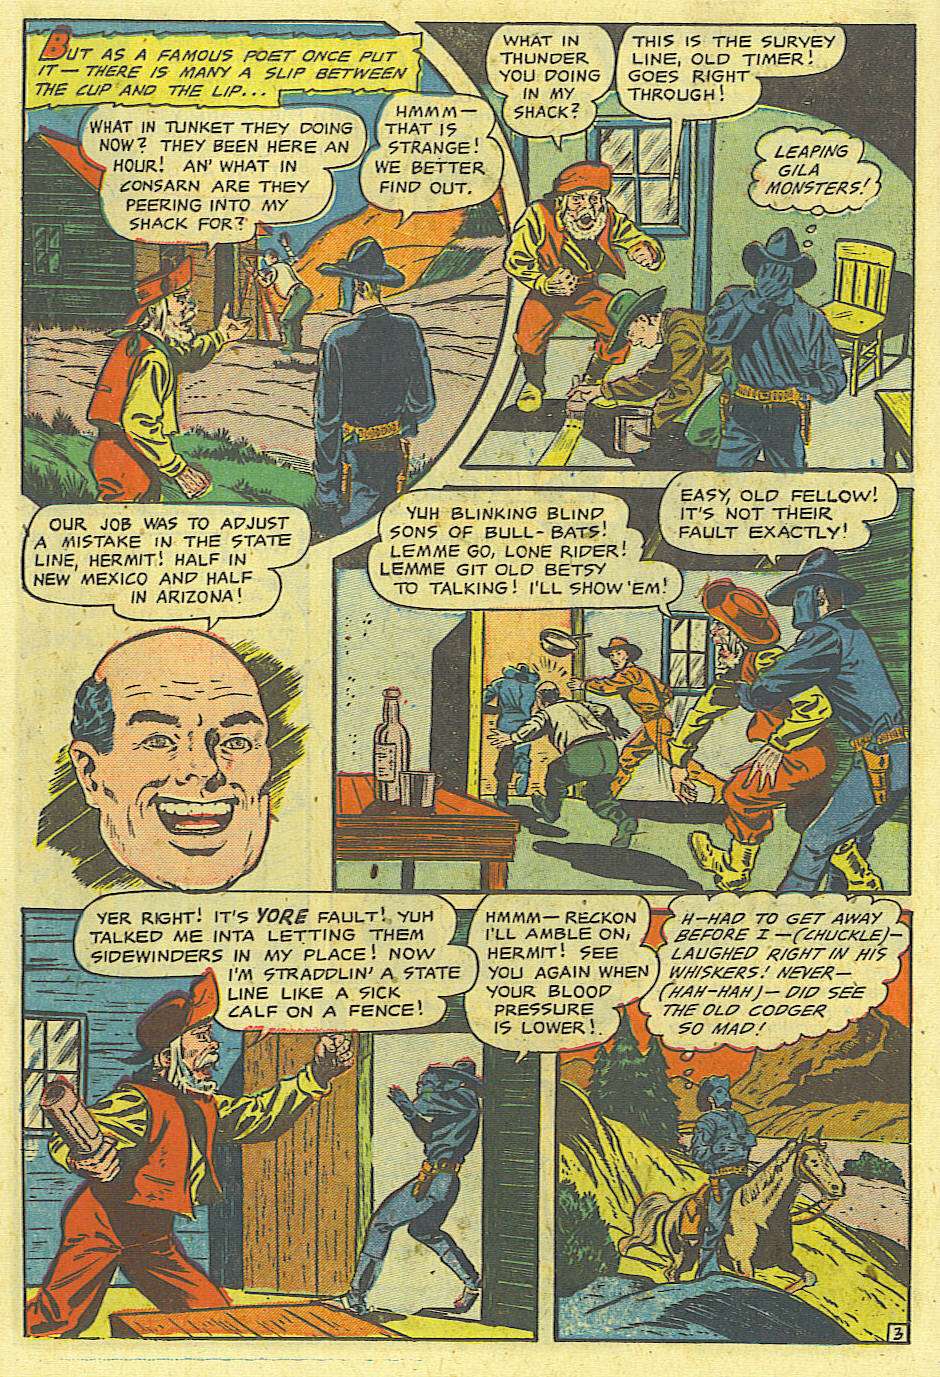 BUT AS A FAMOUS POET ONCE PUT
IT — THERE IS MANY A SLIP BETWEEN
THE CUP AND THE LIP...
WHAT IN TUNKET THEY DOING
NOW? THEY BEEN HERE AN
HOUR! AN' WHAT IN
CONSARN ARE THEY
PEERING INTO MY
SHACK FOR?
HMMM—
THAT IS
STRANGE!
WE BETTER
FIND OUT.
WHAT IN
THUNDER
YOU DOING
IN MY
SHACK?
THIS IS THE SURVEY
LINE, OLD TIMER!
GOES RIGHT
THROUGH!
LEAPING
GILA
MONSTERS!
OUR JOB WAS TO ADJUST
A MISTAKE IN THE STATE
LINE, HERMIT! HALF IN
NEW MEXICO AND HALF
IN ARIZONA!
YUH BLINKING BLIND
SONS OF BULL-BATS!
LEMME GO, LONE RIDER!
LEMME GIT OLD BETSY
TO TALKING! I'LL SHOW 'EM!
EASY, OLD FELLOW!
IT'S NOT THEIR
FAULT EXACTLY!
YER RIGHT! IT'S YORE FAULT! YUH
TALKED ME INTA LETTING THEM
SIDEWINDERS IN MY PLACE! NOW
I'M STRADDLIN' A STATE
LINE LIKE A SICK
CALF ON A FENCE!
HMMM—RECKON
I'LL AMBLE ON,
HERMIT! SEE
YOU AGAIN WHEN
YOUR BLOOD
PRESSURE
IS LOWER!
H-HAD TO GET AWAY
BEFORE I—(CHUCKLE)—
LAUGHED RIGHT IN HIS
WHISKERS! NEVER—
(HAH-HAH)—DID SEE
THE OLD CODGER
SO MAD!
3